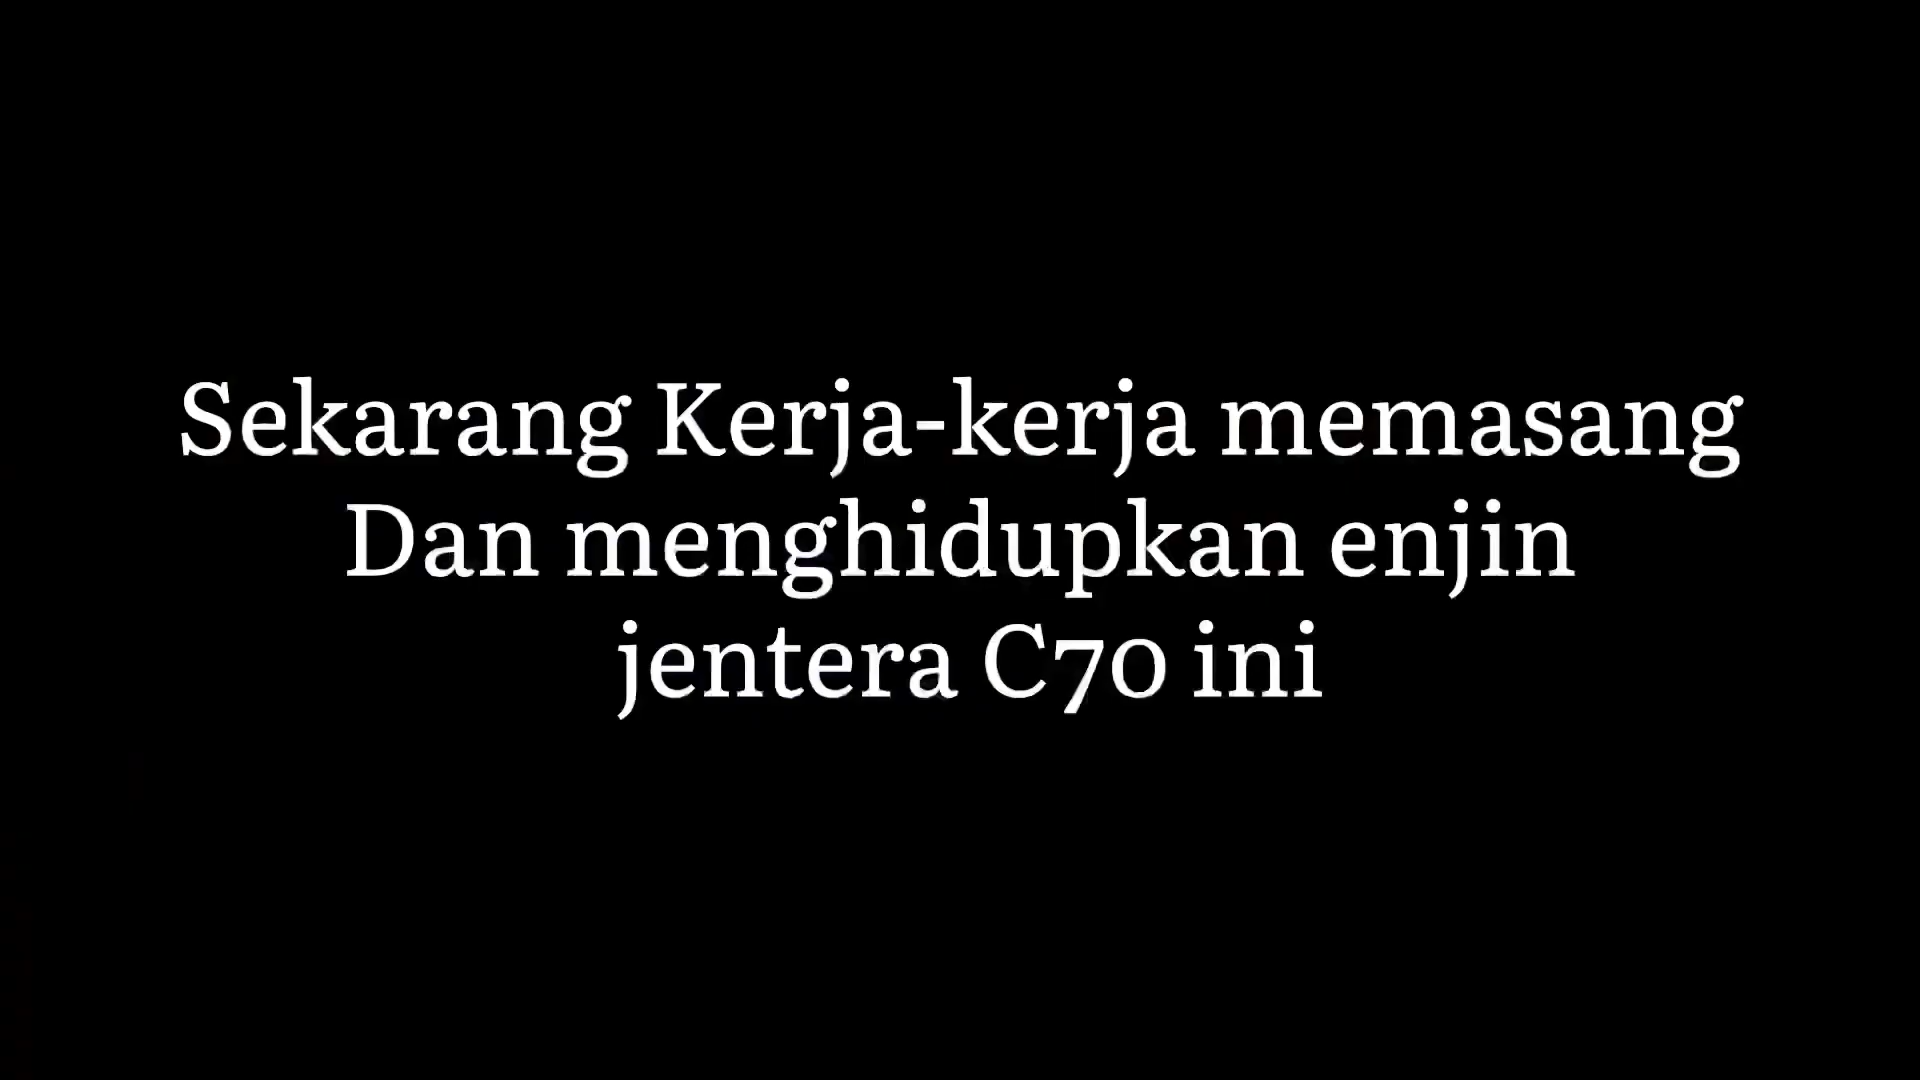 Sekarang Kerja-kerja memasang
Dan menghidupkan enjin
jentera C70 ini